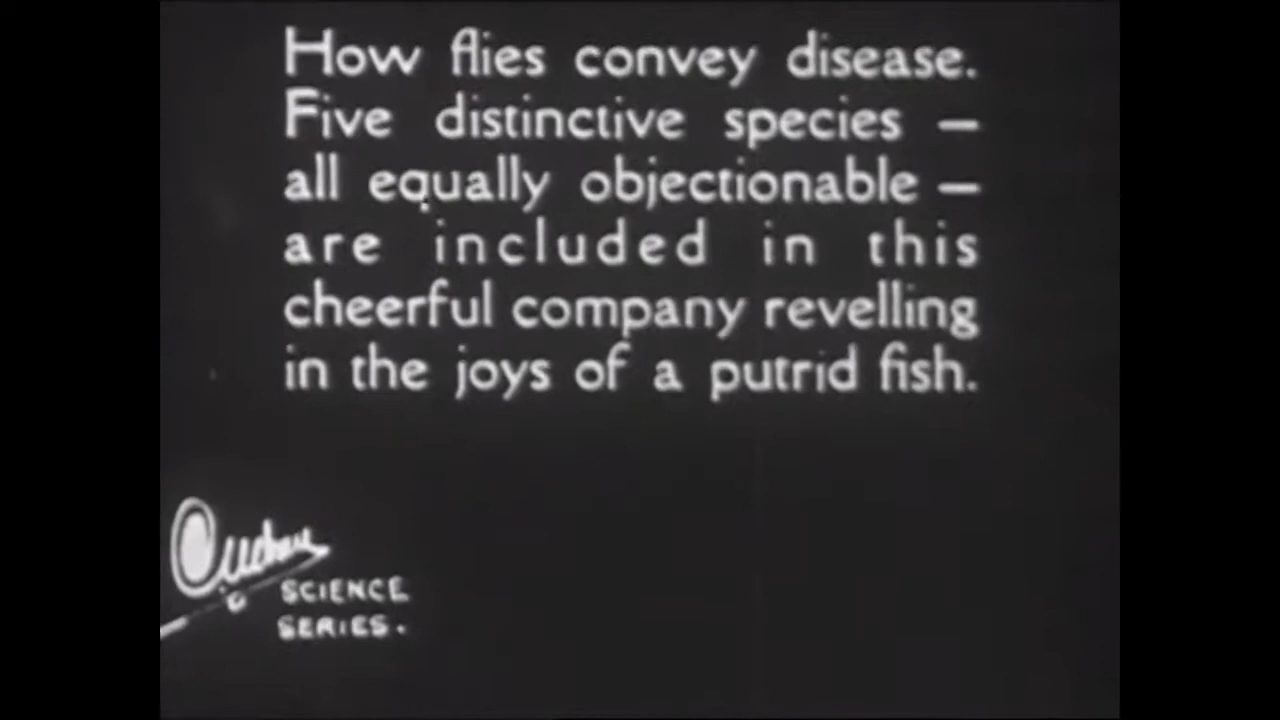 How flies convey disease.
Five distinctive species —
all equally objectionable —
are included in this
cheerful company revelling
in the joys of a putrid fish.
SCIENCE
SERIES.